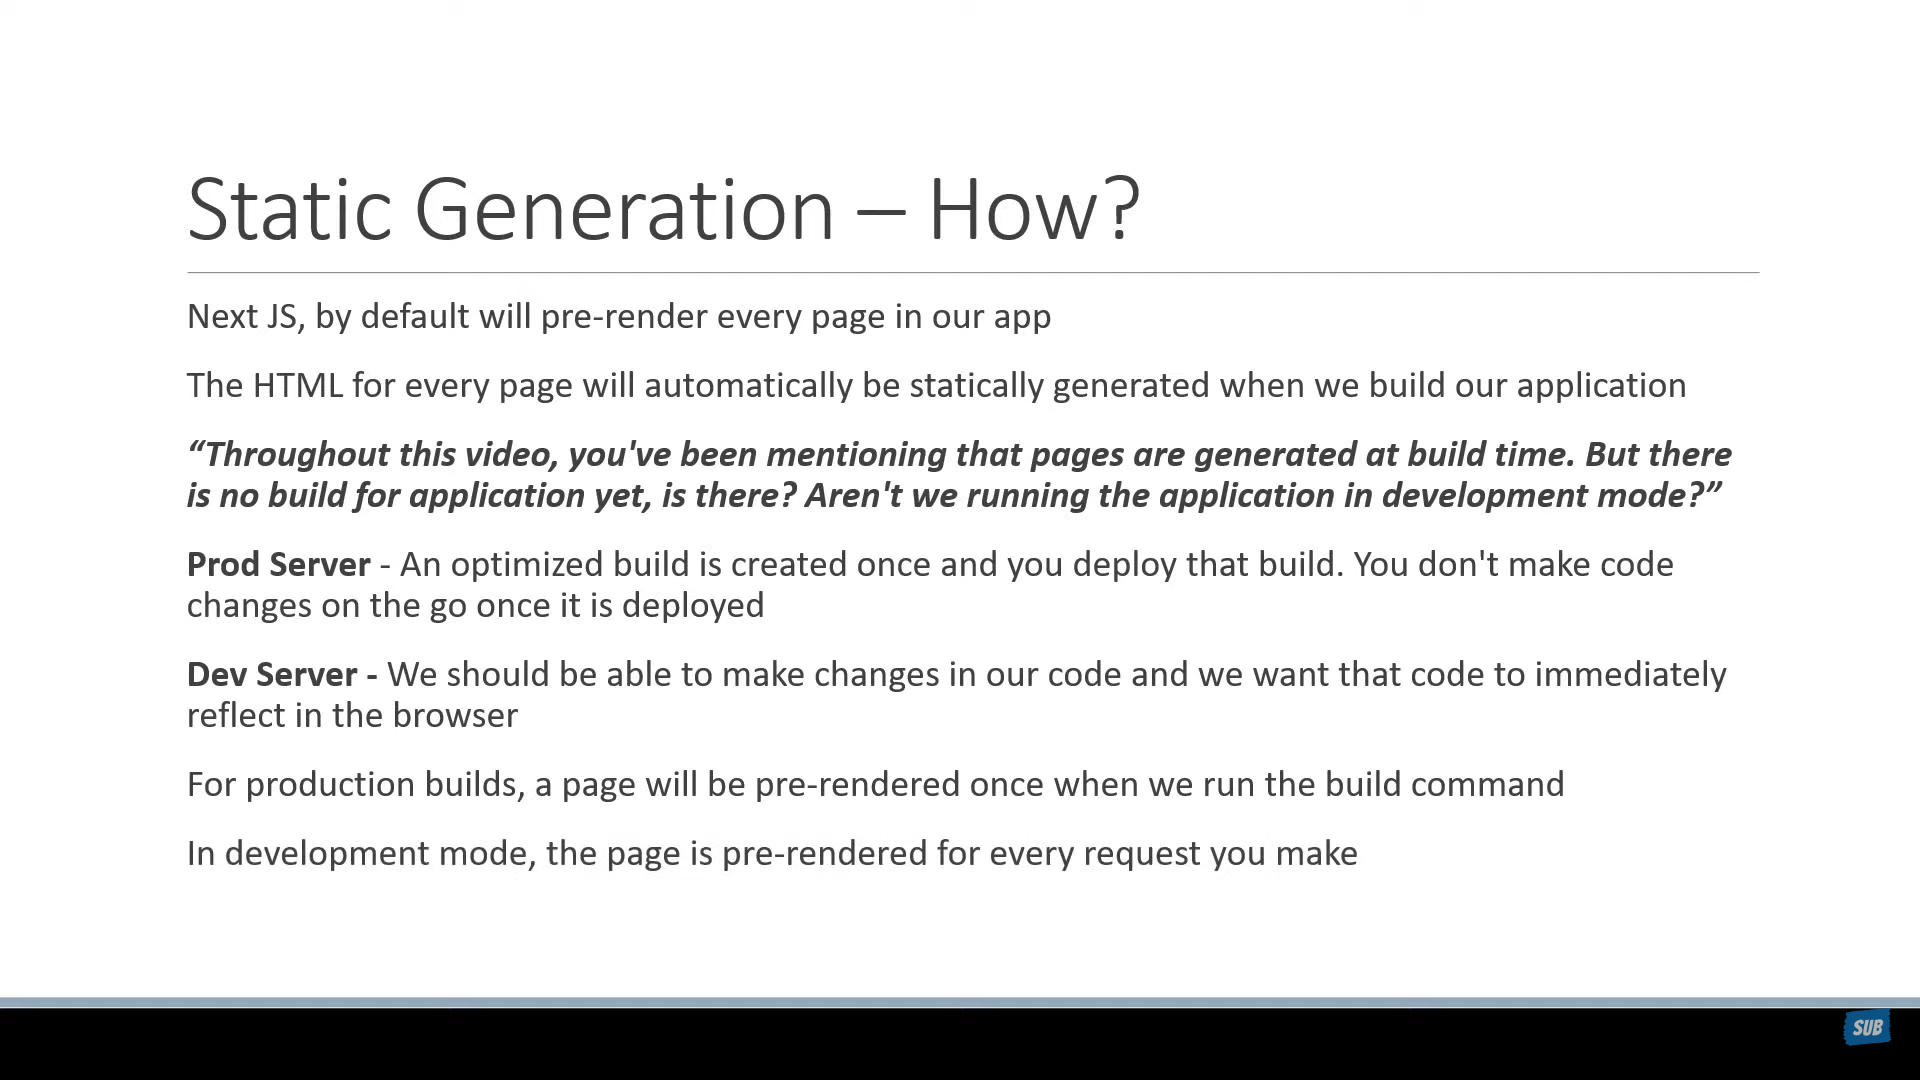 Static Generation – How?
Next JS, by default will pre-render every page in our app
The HTML for every page will automatically be statically generated when we build our application
“Throughout this video, you've been mentioning that pages are generated at build time. But there
is no build for application yet, is there? Aren't we running the application in development mode?”
Prod Server - An optimized build is created once and you deploy that build. You don't make code
changes on the go once it is deployed
Dev Server - We should be able to make changes in our code and we want that code to immediately
reflect in the browser
For production builds, a page will be pre-rendered once when we run the build command
In development mode, the page is pre-rendered for every request you make
SUB